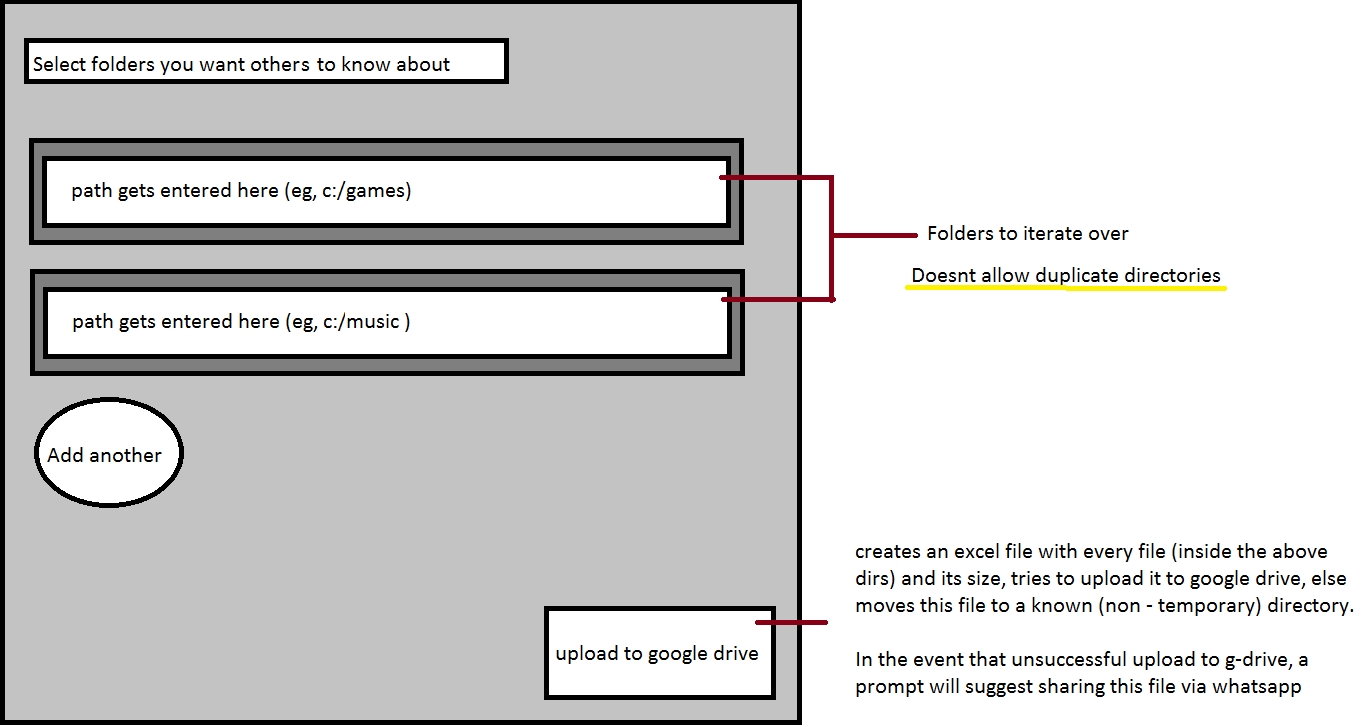 Select folders you want others to know about
path gets entered here (eg, c:/games)
Folders to iterate over
Doesnt allow duplicate directories
path gets entered here (eg, c:/music )
Add another
creates an excel file with every file (inside the above
dirs) and its size, tries to upload it to google drive, else
moves this file to a known (non - temporary) directory.
upload to google drive
In the event that unsuccessful upload to g-drive, a
prompt will suggest sharing this file via whatsapp